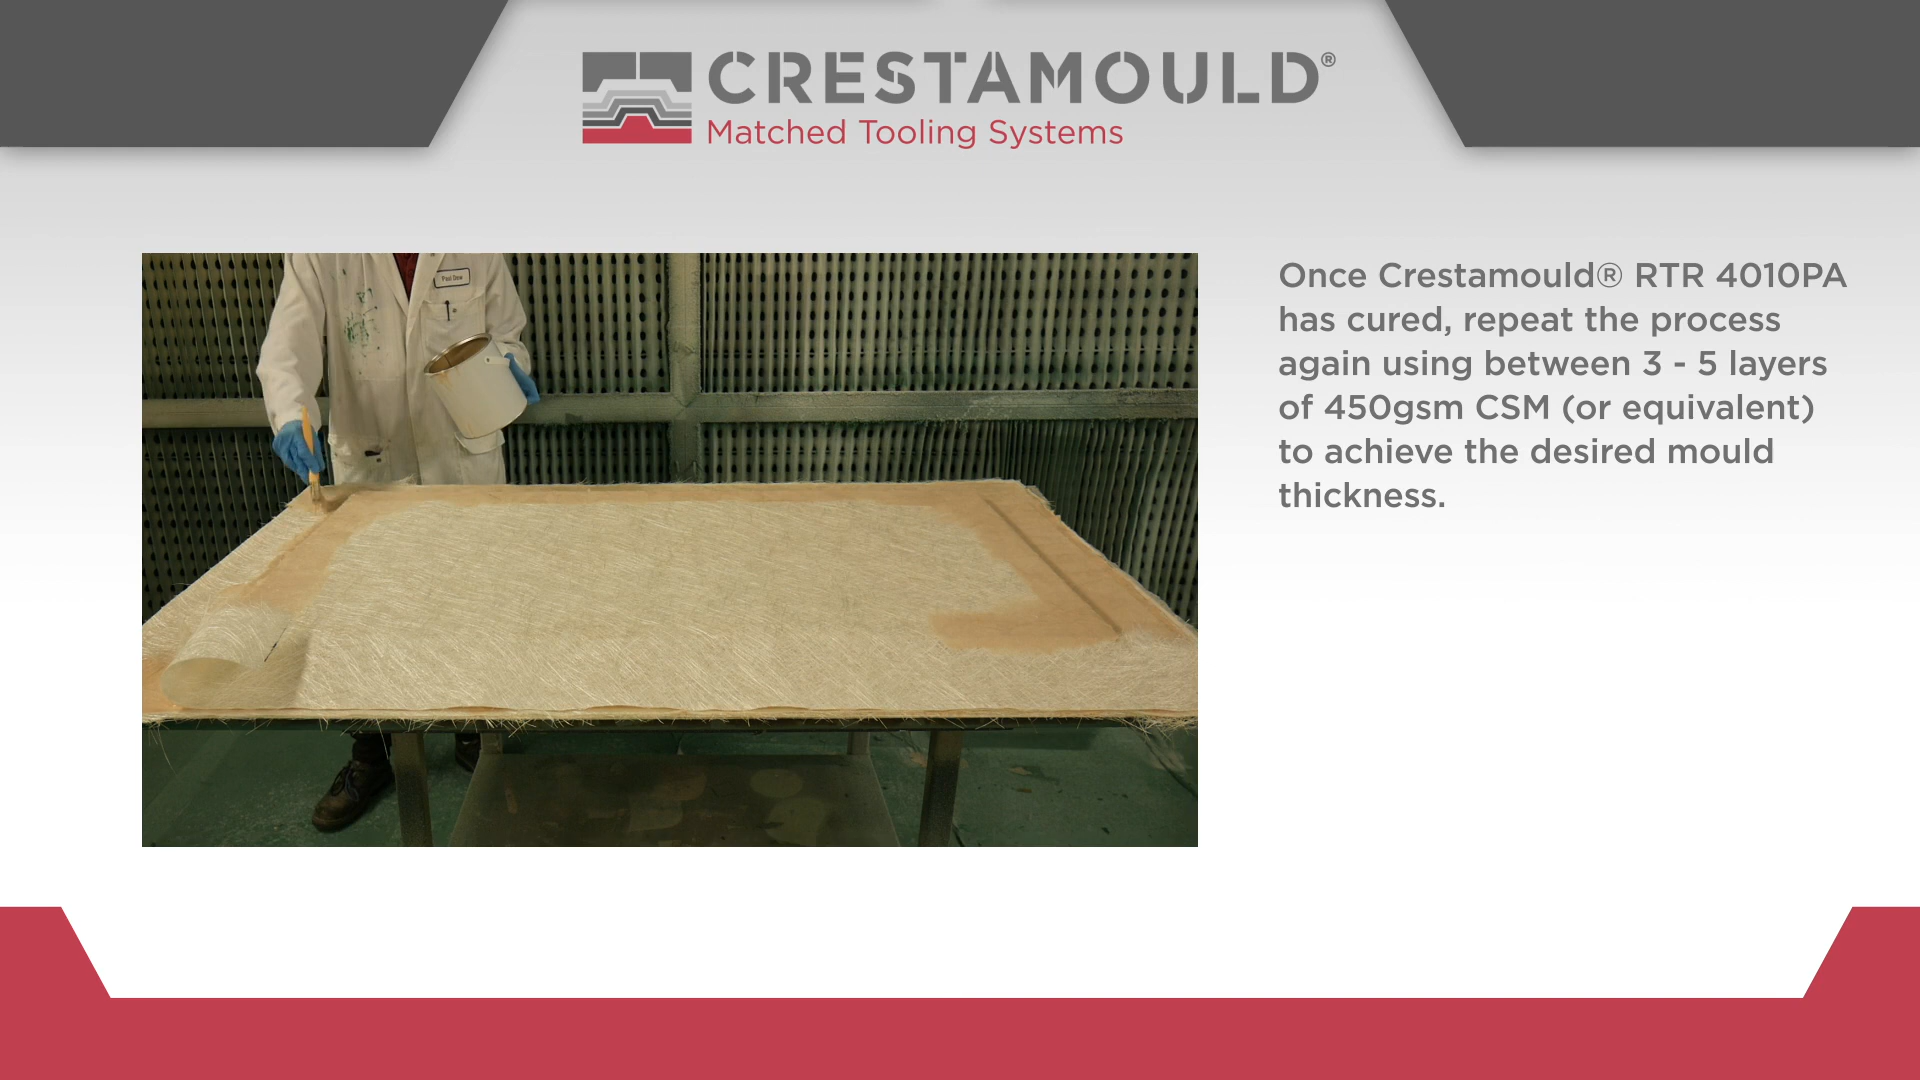 CRESTAMOULD®
Matched Tooling Systems
Once Crestamould® RTR 4010PA
has cured, repeat the process
again using between 3 - 5 layers
of 450gsm CSM (or equivalent)
to achieve the desired mould
thickness.